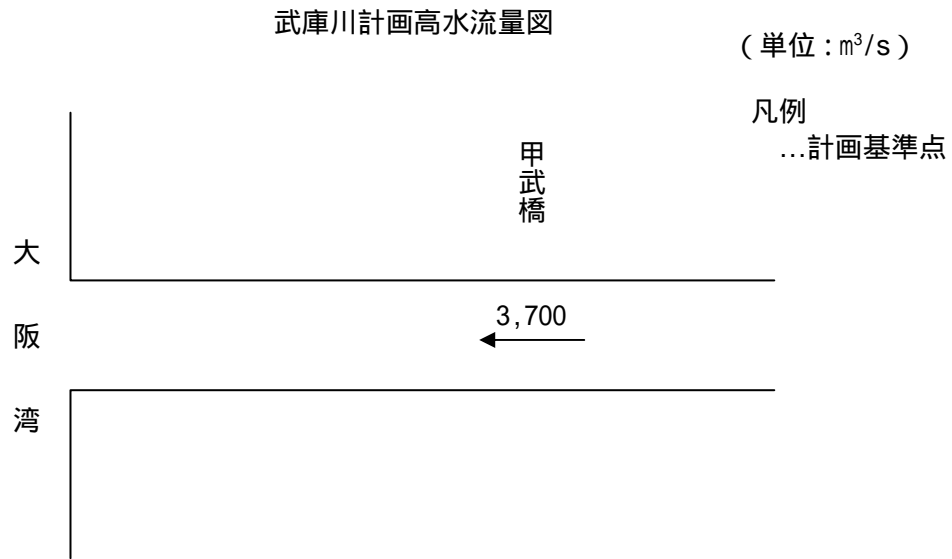 武庫川計画高水流量図
(単位:㎥/s)
凡例
…計画基準点
甲武橋
大阪湾
3,700